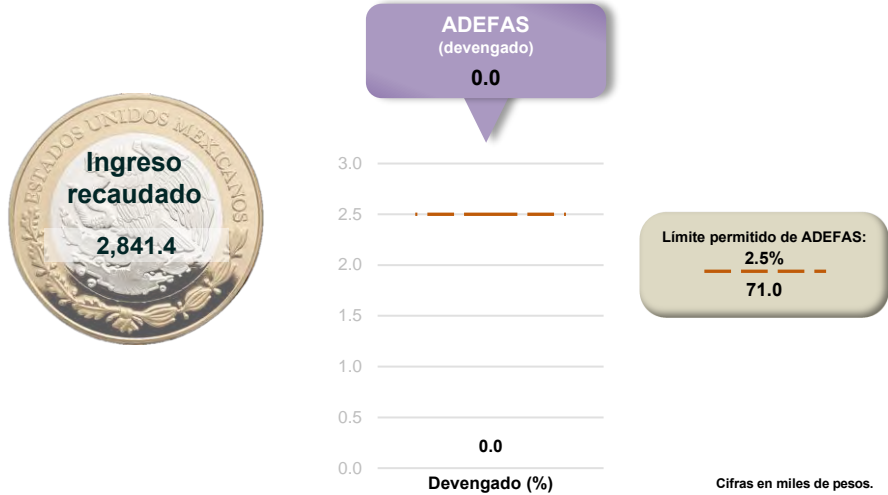 ADEFAS
(devengado)
0.0
ESTADOS UNIDOS MEXICANOS
Ingreso
recaudado
2,841.4
3.0
2.5
2.0
1.5
1.0
0.5
0.0
0.0
Devengado (%)
Límite permitido de ADEFAS:
2.5%
71.0
Cifras en miles de pesos.